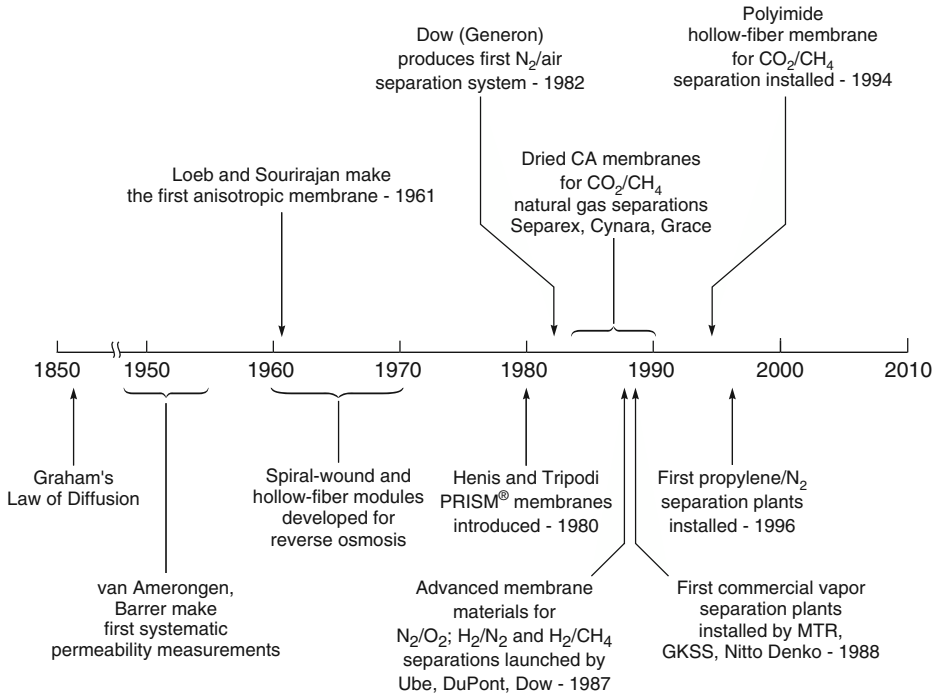 Dow (Generon)
produces first N₂/air
separation system - 1982
Polyimide
hollow-fiber membrane
for CO₂/CH₄
separation installed - 1994
Loeb and Sourirajan make
the first anisotropic membrane - 1961
Dried CA membranes
for CO₂/CH₄
natural gas separations
Separex, Cynara, Grace
1850 1950 1960 1970 1980 1990 2000 2010
Graham's
Law of Diffusion
Spiral-wound and
hollow-fiber modules
developed for
reverse osmosis
Henis and Tripodi
PRISM® membranes
introduced - 1980
First propylene/N₂
separation plants
installed - 1996
van Amerongen,
Barrer make
first systematic
permeability measurements
Advanced membrane
materials for
N₂/O₂; H₂/N₂ and H₂/CH₄
separations launched by
Ube, DuPont, Dow - 1987
First commercial vapor
separation plants
installed by MTR,
GKSS, Nitto Denko - 1988